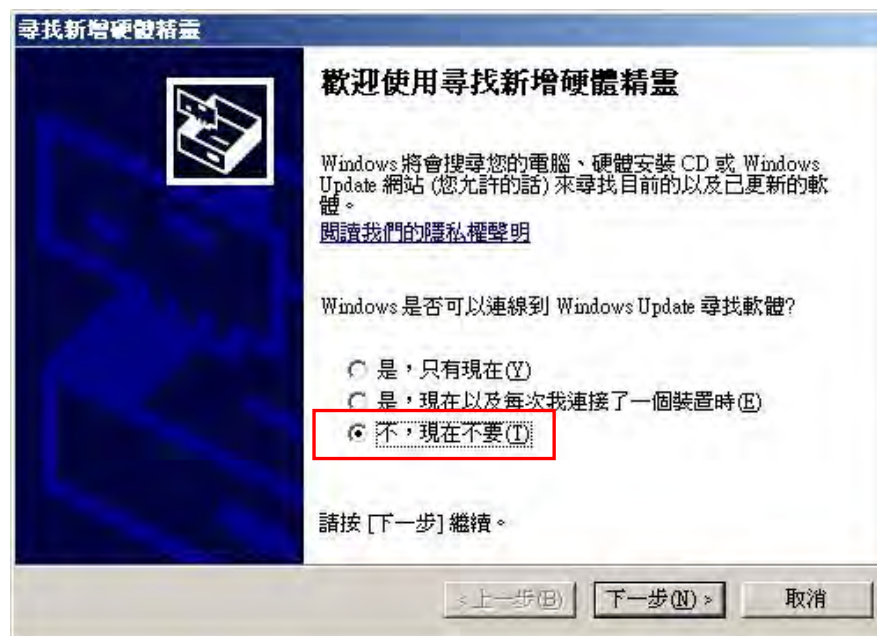 尋找新增硬體精靈
歡迎使用尋找新增硬體精靈
Windows 將會搜尋您的電腦、硬體安裝 CD 或 Windows
Update 網站 (您允許的話) 來尋找目前的以及已更新的軟
體。
閱讀我們的隱私權聲明
Windows 是否可以連線到 Windows Update 尋找軟體?
是，只有現在(Y)
是，現在以及每次我連接了一個裝置時(E)
不，現在不要(T)
請按 [下一步] 繼續。
<上一步(B) 下一步(N)> 取消